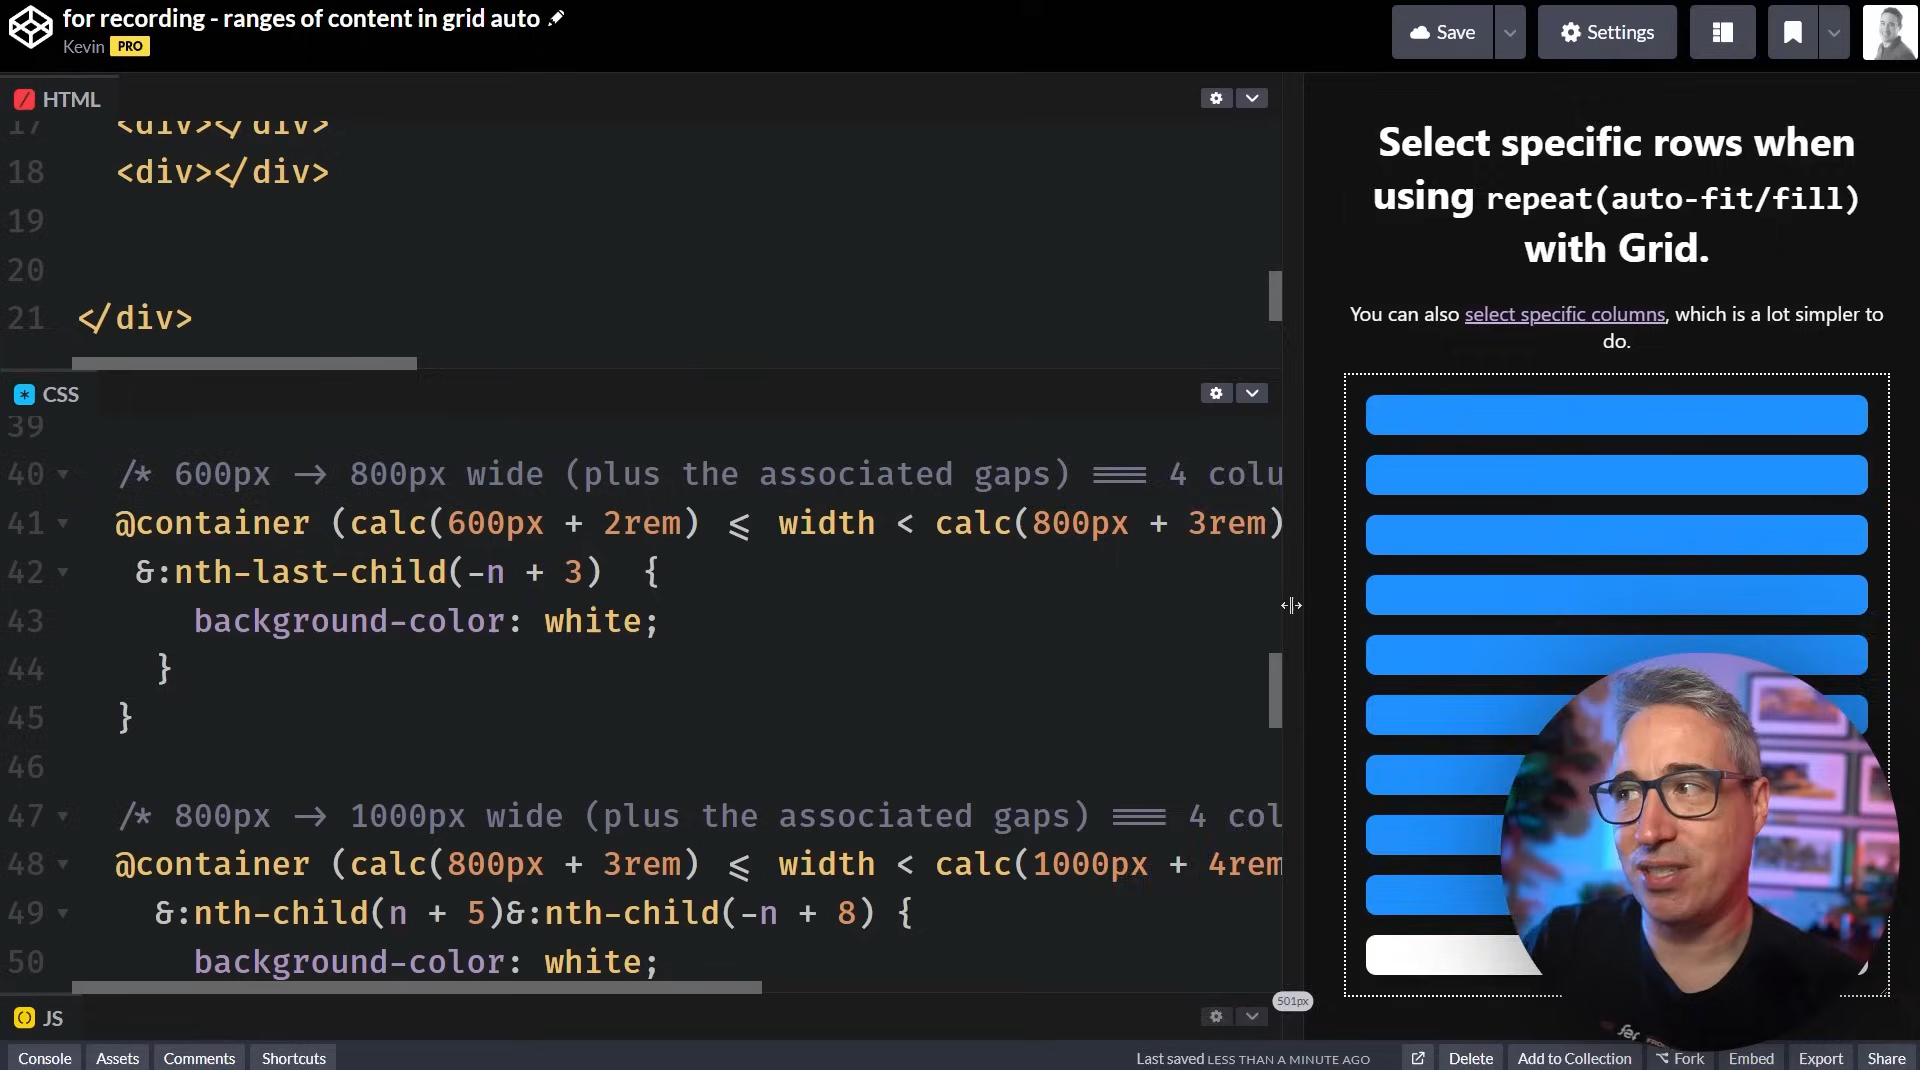 for recording - ranges of content in grid auto
Kevin PRO
Save
Settings
HTML
17 <div></div>
18 <div></div>
19
20
21 </div>
CSS
39
40 /* 600px -> 800px wide (plus the associated gaps) === 4 colu
41 @container (calc(600px + 2rem) <= width < calc(800px + 3rem)
42 &:nth-last-child(-n + 3) {
43 background-color: white;
44 }
45 }
46
47 /* 800px -> 1000px wide (plus the associated gaps) === 4 col
48 @container (calc(800px + 3rem) <= width < calc(1000px + 4rem
49 &:nth-child(n + 5)&:nth-child(-n + 8) {
50 background-color: white;
JS
501px
Select specific rows when
using repeat(auto-fit/fill)
with Grid.
You can also select specific columns, which is a lot simpler to
do.
Console Assets Comments Shortcuts
Last saved LESS THAN A MINUTE AGO
Delete Add to Collection Fork Embed Export Share